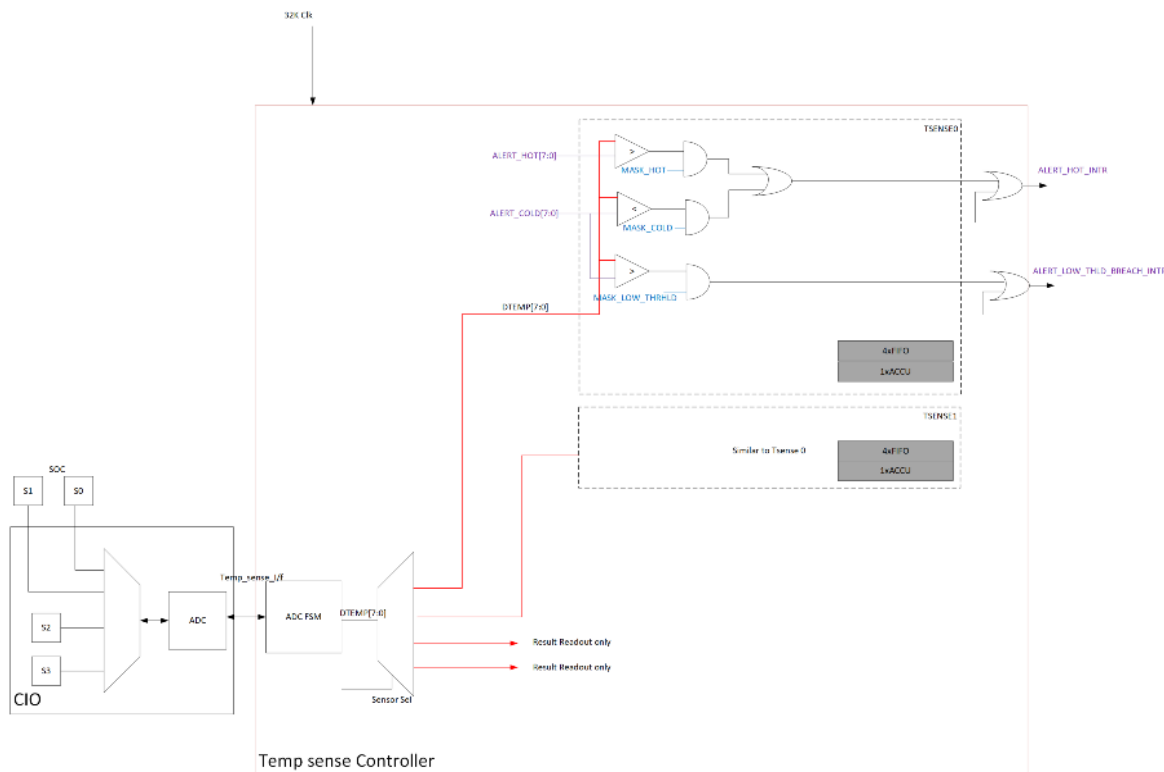 32K Clk
TSENSE0
ALERT_HOT[7:0]
>
MASK_HOT
ALERT_HOT_INTR
ALERT_COLD[7:0]
<
MASK_COLD
>
ALERT_LOW_THLD_BREACH_INTR
MASK_LOW_THRHLD
DTEMP[7:0]
4xFIFO
1xACCU
TSENSE1
Similar to Tsense 0
4xFIFO
1xACCU
SOC
S1
S0
Temp_sense_I/f
ADC
ADC FSM
DTEMP[7:0]
S2
Result Readout only
S3
Result Readout only
CIO
Sensor Sel
Temp sense Controller